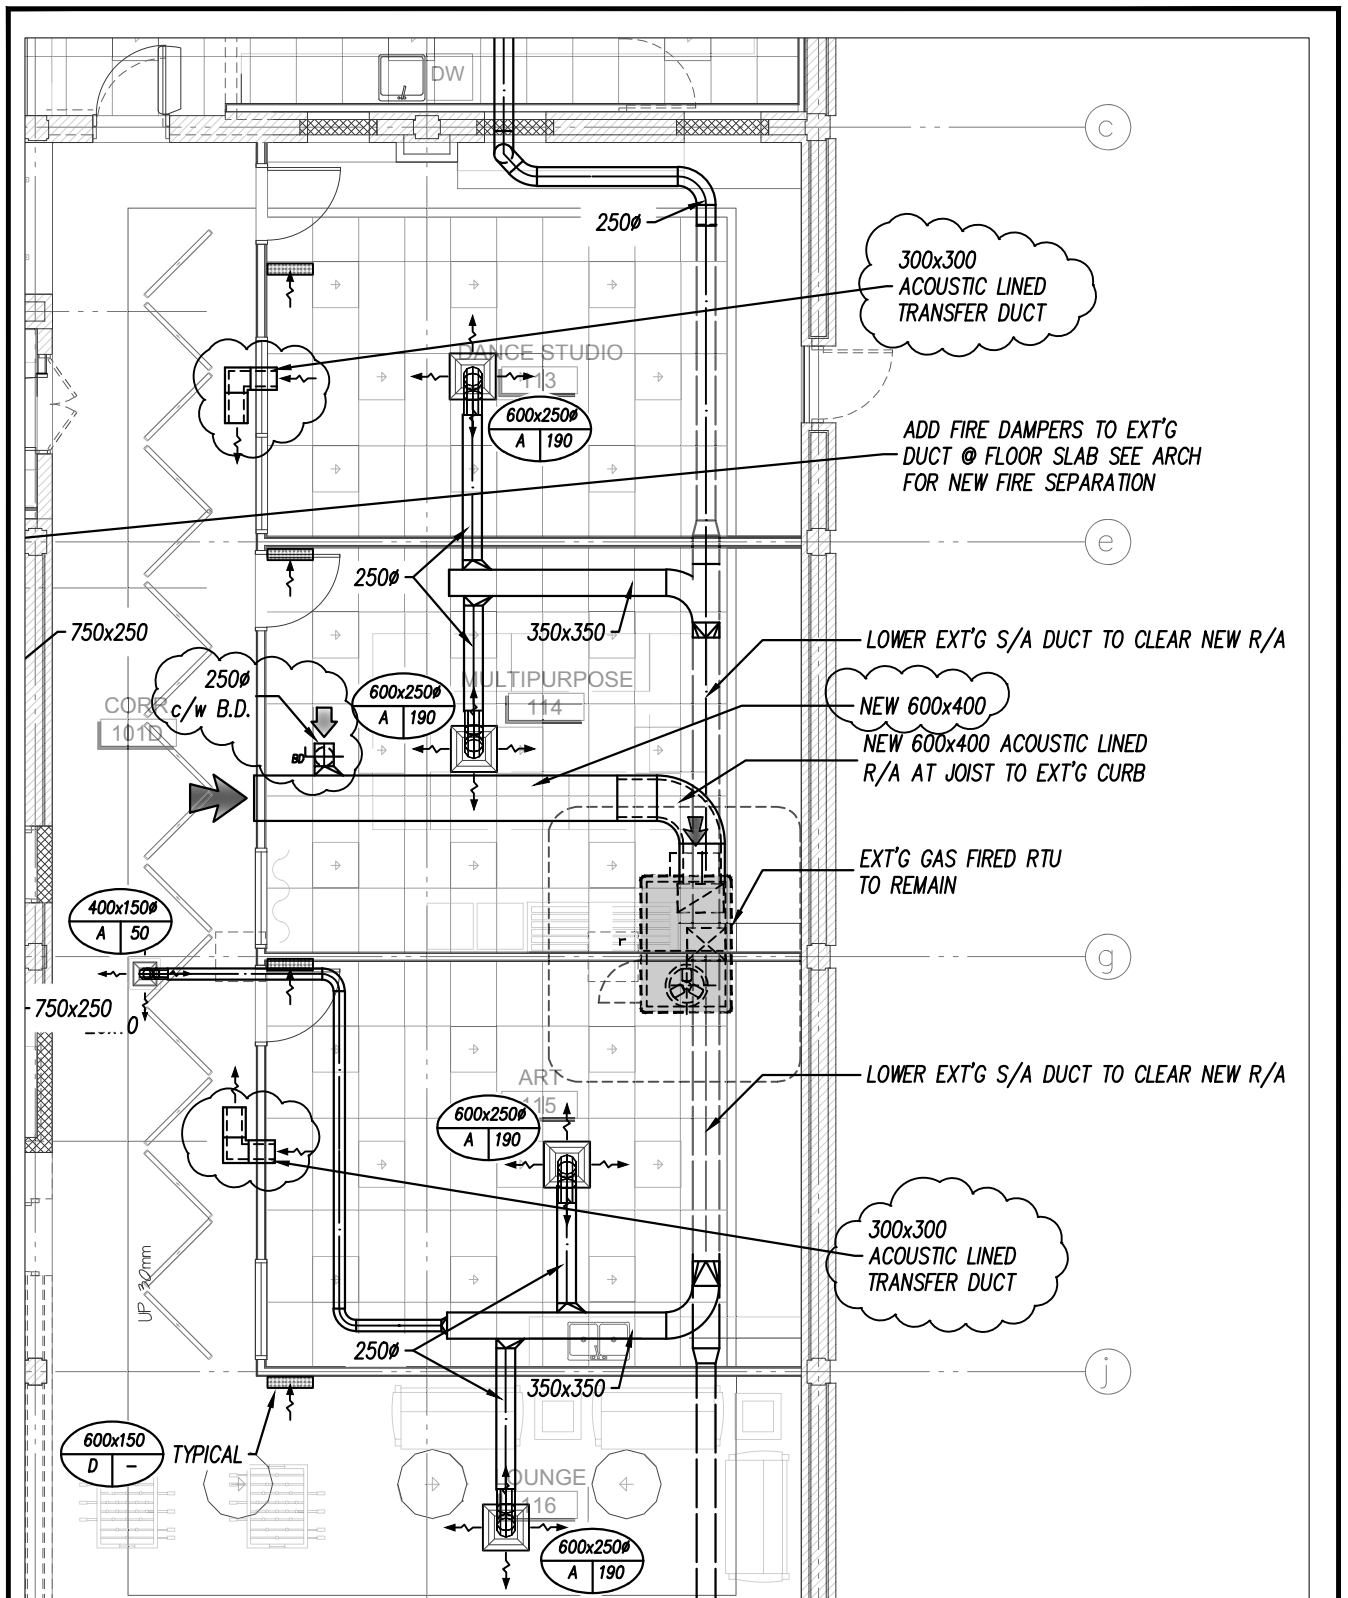 DW
c
250ø
300x300
ACOUSTIC LINED
TRANSFER DUCT
DANCE STUDIO
113
600x250ø
A 190
ADD FIRE DAMPERS TO EXT'G
DUCT @ FLOOR SLAB SEE ARCH
FOR NEW FIRE SEPARATION
e
250ø
350x350
750x250
LOWER EXT'G S/A DUCT TO CLEAR NEW R/A
MULTIPURPOSE
114
600x250ø
A 190
250ø
c/w B.D.
CORR
101D
BD
NEW 600x400
NEW 600x400 ACOUSTIC LINED
R/A AT JOIST TO EXT'G CURB
EXT'G GAS FIRED RTU
TO REMAIN
400x150ø
A 50
r
g
750x250
LOWER EXT'G S/A DUCT TO CLEAR NEW R/A
ART
115
600x250ø
A 190
300x300
ACOUSTIC LINED
TRANSFER DUCT
UP 30mm
250ø
350x350
j
600x150
D -
TYPICAL
LOUNGE
116
600x250ø
A 190